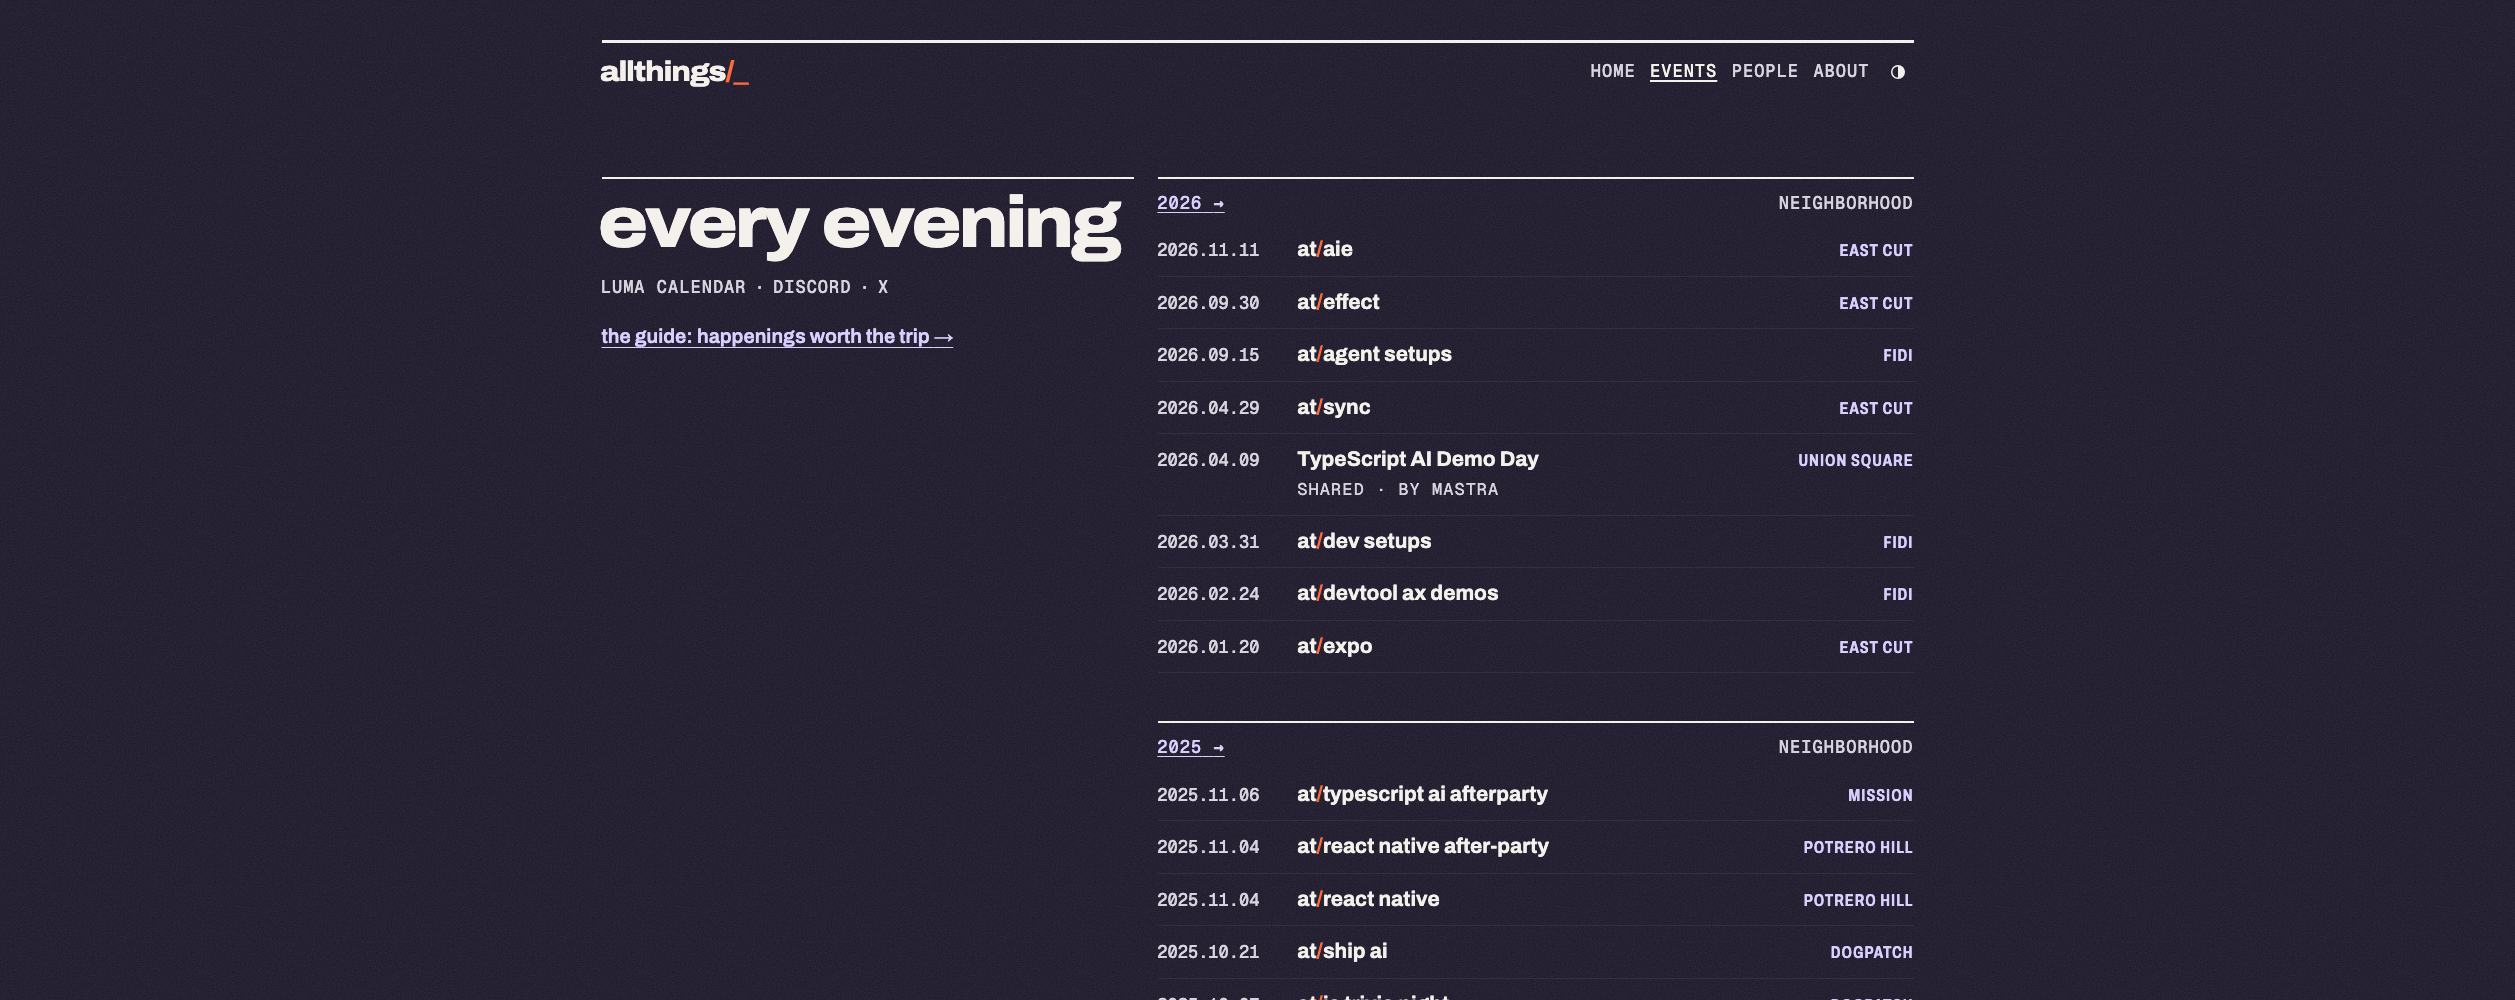 allthings/_
HOME EVENTS PEOPLE ABOUT
every evening
LUMA CALENDAR · DISCORD · X
the guide: happenings worth the trip →
2026 → NEIGHBORHOOD
2026.11.11 at/aie EAST CUT
2026.09.30 at/effect EAST CUT
2026.09.15 at/agent setups FIDI
2026.04.29 at/sync EAST CUT
2026.04.09 TypeScript AI Demo Day UNION SQUARE
SHARED · BY MASTRA
2026.03.31 at/dev setups FIDI
2026.02.24 at/devtool ax demos FIDI
2026.01.20 at/expo EAST CUT
2025 → NEIGHBORHOOD
2025.11.06 at/typescript ai afterparty MISSION
2025.11.04 at/react native after-party POTRERO HILL
2025.11.04 at/react native POTRERO HILL
2025.10.21 at/ship ai DOGPATCH